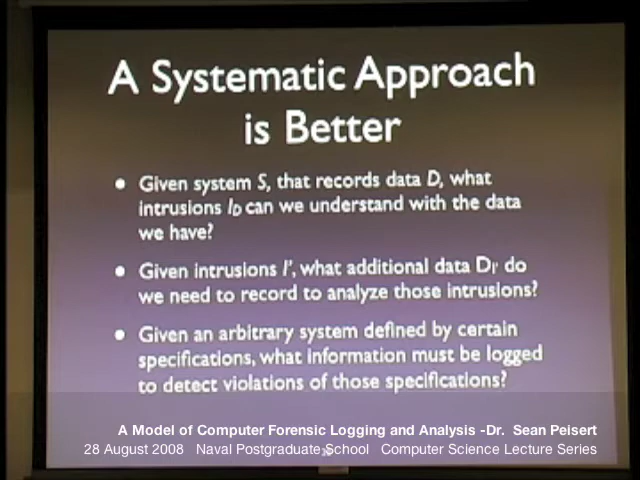 A Systematic Approach
is Better
• Given system S, that records data D, what
intrusions I_D can we understand with the data
we have?
• Given intrusions I', what additional data D_I' do
we need to record to analyze those intrusions?
• Given an arbitrary system defined by certain
specifications, what information must be logged
to detect violations of those specifications?
A Model of Computer Forensic Logging and Analysis -Dr. Sean Peisert
28 August 2008 Naval Postgraduate School Computer Science Lecture Series